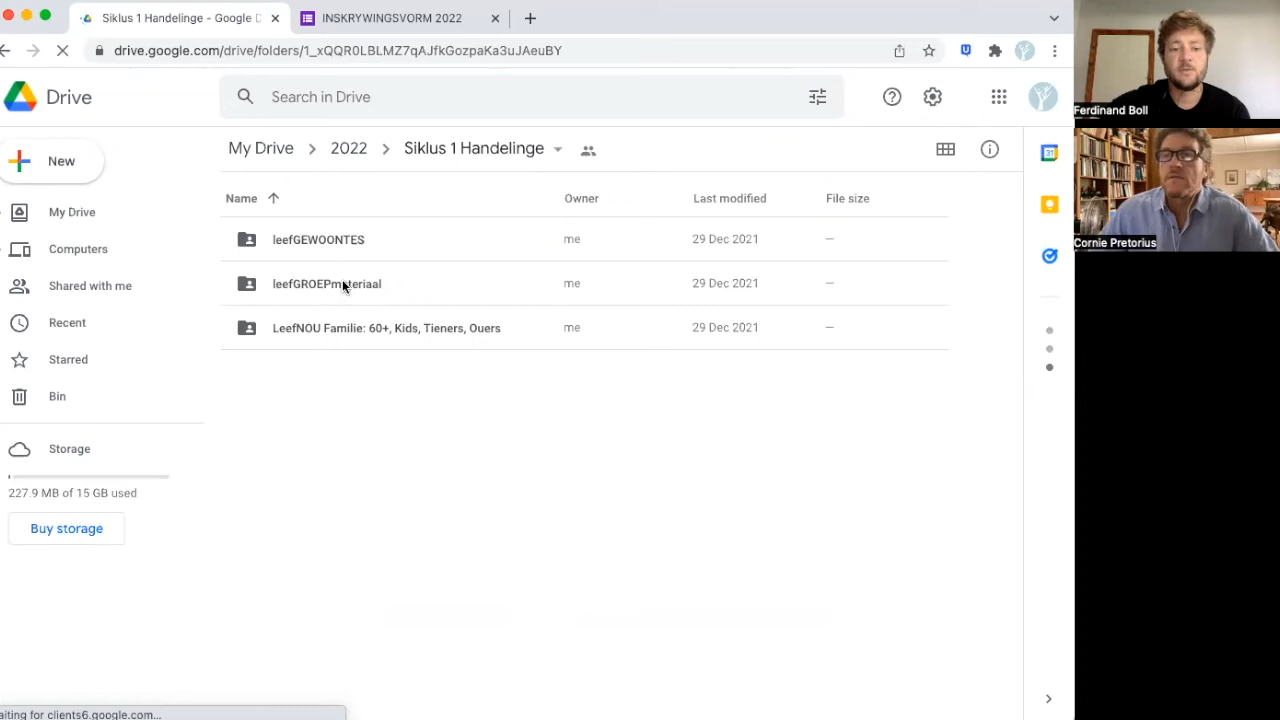 Siklus 1 Handelinge - Google D
INSKRYWINGSVORM 2022
drive.google.com/drive/folders/1_xQQR0LBLMZ7qAJfkGozpaKa3uJAeuBY
Drive
Search in Drive
New
My Drive
Computers
Shared with me
Recent
Starred
Bin
Storage
227.9 MB of 15 GB used
Buy storage
My Drive > 2022 > Siklus 1 Handelinge
Name Owner Last modified File size
leefGEWOONTES me 29 Dec 2021 —
leefGROEPmateriaal me 29 Dec 2021 —
LeefNOU Familie: 60+, Kids, Tieners, Ouers me 29 Dec 2021 —
31
aiting for clients6.google.com...
Ferdinand Boll
Cornie Pretorius